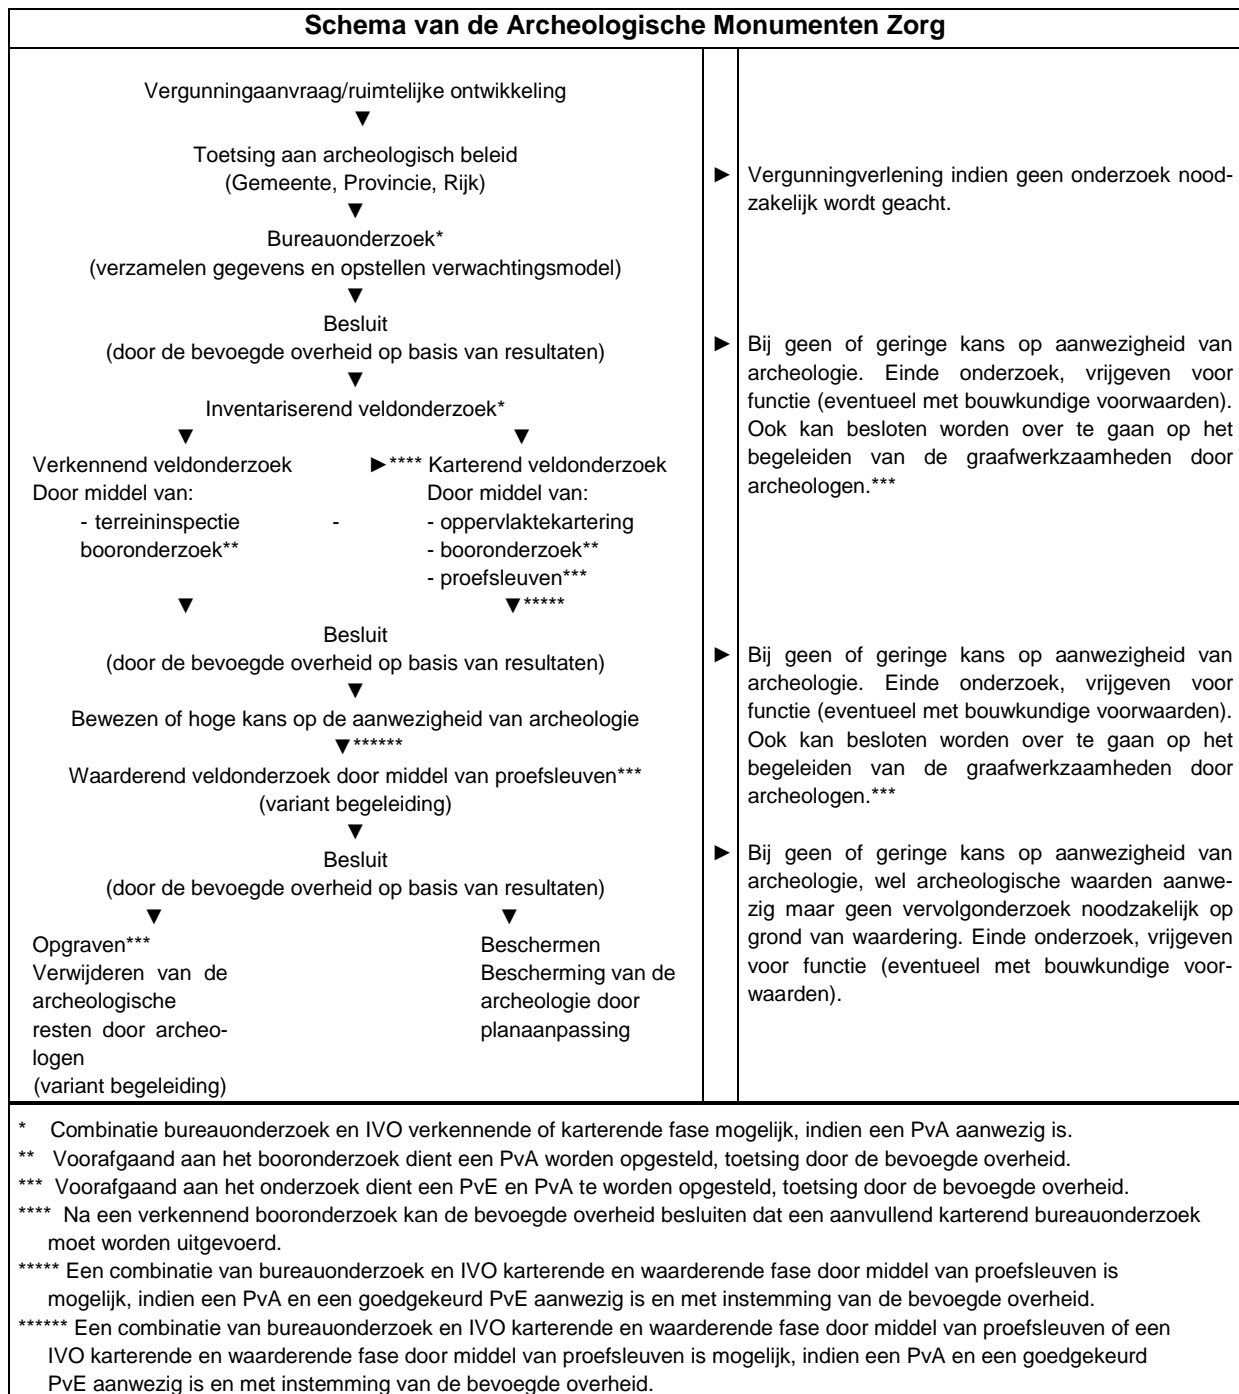 Schema van de Archeologische Monumenten Zorg
Vergunningaanvraag/ruimtelijke ontwikkeling
▼
Toetsing aan archeologisch beleid
(Gemeente, Provincie, Rijk)
▼
Bureauonderzoek*
(verzamelen gegevens en opstellen verwachtingsmodel)
▼
Besluit
(door de bevoegde overheid op basis van resultaten)
▼
Inventariserend veldonderzoek*
▼ ▼
Verkennend veldonderzoek ►**** Karterend veldonderzoek
Door middel van: Door middel van:
- terreininspectie - - oppervlaktekartering
booronderzoek** - booronderzoek**
- proefsleuven***
▼ ▼*****
Besluit
(door de bevoegde overheid op basis van resultaten)
▼
Bewezen of hoge kans op de aanwezigheid van archeologie
▼******
Waarderend veldonderzoek door middel van proefsleuven***
(variant begeleiding)
▼
Besluit
(door de bevoegde overheid op basis van resultaten)
▼ ▼
Opgraven***
Verwijderen van de
archeologische
resten door archeo-
logen
(variant begeleiding)
Beschermen
Bescherming van de
archeologie door
planaanpassing
► Vergunningverlening indien geen onderzoek nood-
zakelijk wordt geacht.
► Bij geen of geringe kans op aanwezigheid van
archeologie. Einde onderzoek, vrijgeven voor
functie (eventueel met bouwkundige voorwaarden).
Ook kan besloten worden over te gaan op het
begeleiden van de graafwerkzaamheden door
archeologen.***
► Bij geen of geringe kans op aanwezigheid van
archeologie. Einde onderzoek, vrijgeven voor
functie (eventueel met bouwkundige voorwaarden).
Ook kan besloten worden over te gaan op het
begeleiden van de graafwerkzaamheden door
archeologen.***
► Bij geen of geringe kans op aanwezigheid van
archeologie, wel archeologische waarden aanwe-
zig maar geen vervolgonderzoek noodzakelijk op
grond van waardering. Einde onderzoek, vrijgeven
voor functie (eventueel met bouwkundige voor-
waarden).
* Combinatie bureauonderzoek en IVO verkennende of karterende fase mogelijk, indien een PvA aanwezig is.
** Voorafgaand aan het booronderzoek dient een PvA worden opgesteld, toetsing door de bevoegde overheid.
*** Voorafgaand aan het onderzoek dient een PvE en PvA te worden opgesteld, toetsing door de bevoegde overheid.
**** Na een verkennend booronderzoek kan de bevoegde overheid besluiten dat een aanvullend karterend bureauonderzoek
moet worden uitgevoerd.
***** Een combinatie van bureauonderzoek en IVO karterende en waarderende fase door middel van proefsleuven is
mogelijk, indien een PvA en een goedgekeurd PvE aanwezig is en met instemming van de bevoegde overheid.
****** Een combinatie van bureauonderzoek en IVO karterende en waarderende fase door middel van proefsleuven of een
IVO karterende en waarderende fase door middel van proefsleuven is mogelijk, indien een PvA en een goedgekeurd
PvE aanwezig is en met instemming van de bevoegde overheid.